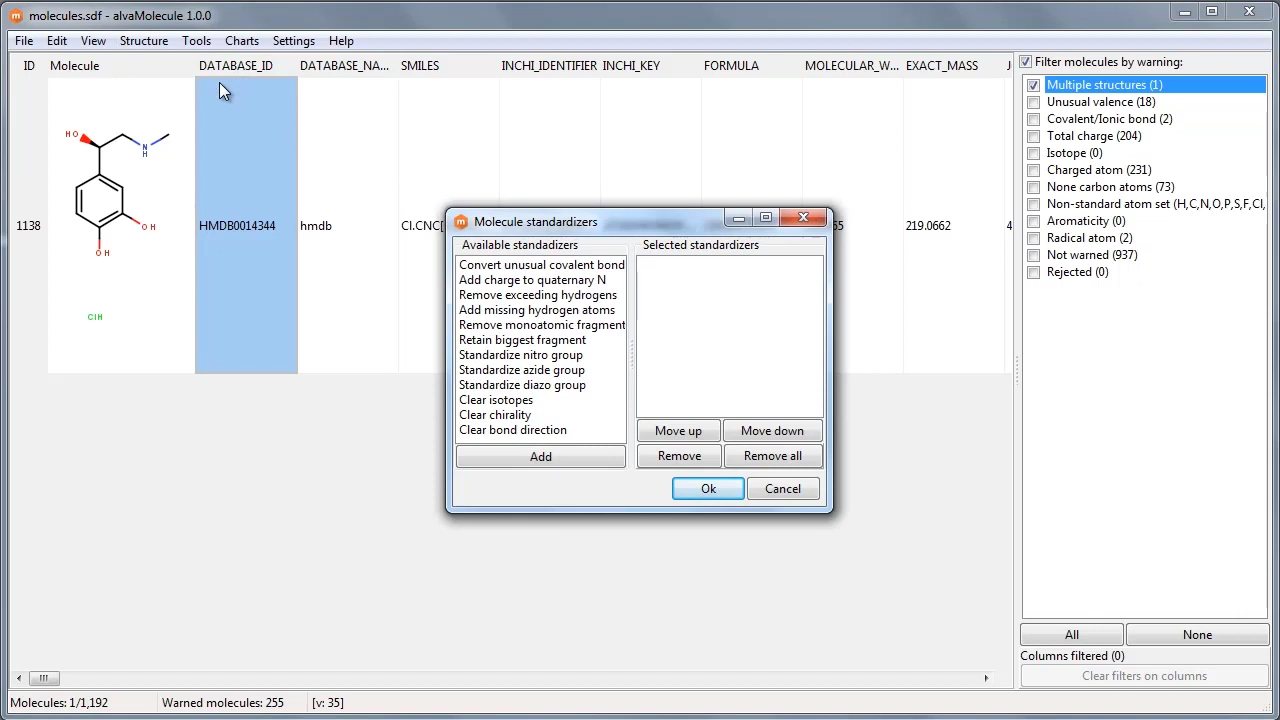 molecules.sdf - alvaMolecule 1.0.0
File Edit View Structure Tools Charts Settings Help
ID Molecule DATABASE_ID DATABASE_NA... SMILES INCHI_IDENTIFIER INCHI_KEY FORMULA MOLECULAR_W... EXACT_MASS
HO
N
H
OH
OH
ClH
1138 HMDB0014344 hmdb Cl.CNC[ 219.0662 4
Molecule standardizers
Available standadizers
Convert unusual covalent bond
Add charge to quaternary N
Remove exceeding hydrogens
Add missing hydrogen atoms
Remove monoatomic fragment
Retain biggest fragment
Standardize nitro group
Standardize azide group
Standardize diazo group
Clear isotopes
Clear chirality
Clear bond direction
Add
Selected standardizers
Move up Move down
Remove Remove all
Ok Cancel
Filter molecules by warning:
Multiple structures (1)
Unusual valence (18)
Covalent/Ionic bond (2)
Total charge (204)
Isotope (0)
Charged atom (231)
None carbon atoms (73)
Non-standard atom set (H,C,N,O,P,S,F,Cl,
Aromaticity (0)
Radical atom (2)
Not warned (937)
Rejected (0)
All None
Columns filtered (0)
Clear filters on columns
Molecules: 1/1,192 Warned molecules: 255 [v: 35]